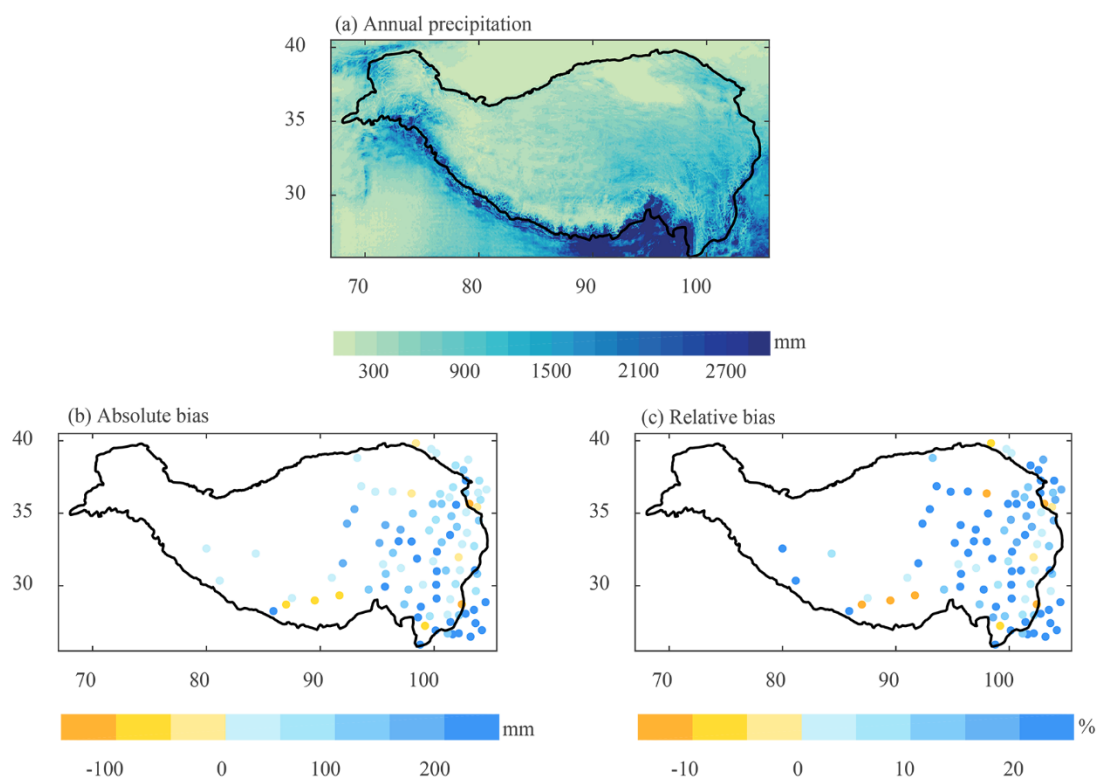 (a) Annual precipitation
40
35
30
70 80 90 100
mm
300 900 1500 2100 2700
(b) Absolute bias
40
35
30
70 80 90 100
mm
-100 0 100 200
(c) Relative bias
40
35
30
70 80 90 100
%
-10 0 10 20